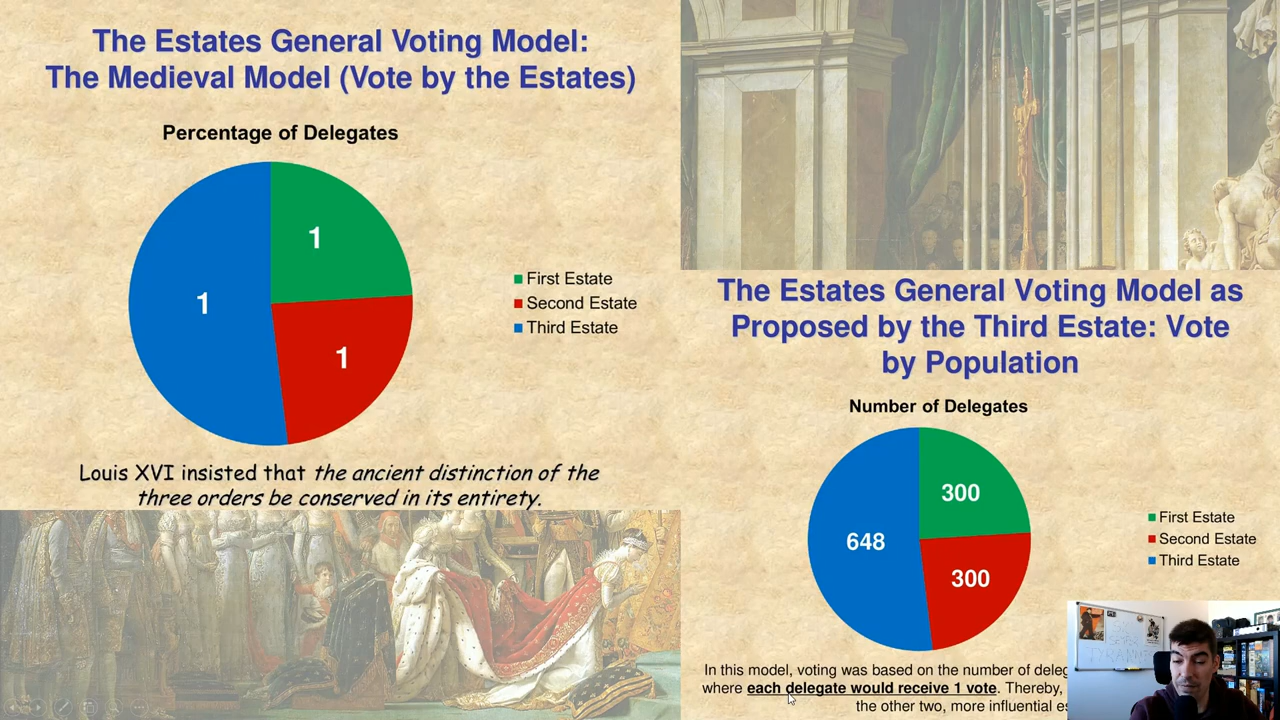 The Estates General Voting Model:
The Medieval Model (Vote by the Estates)
Percentage of Delegates
1
1
1
First Estate
Second Estate
Third Estate
Louis XVI insisted that the ancient distinction of the
three orders be conserved in its entirety.
The Estates General Voting Model as
Proposed by the Third Estate: Vote
by Population
Number of Delegates
300
648
300
First Estate
Second Estate
Third Estate
In this model, voting was based on the number of
where each delegate would receive 1 vote. Thereby,
the other two, more influential